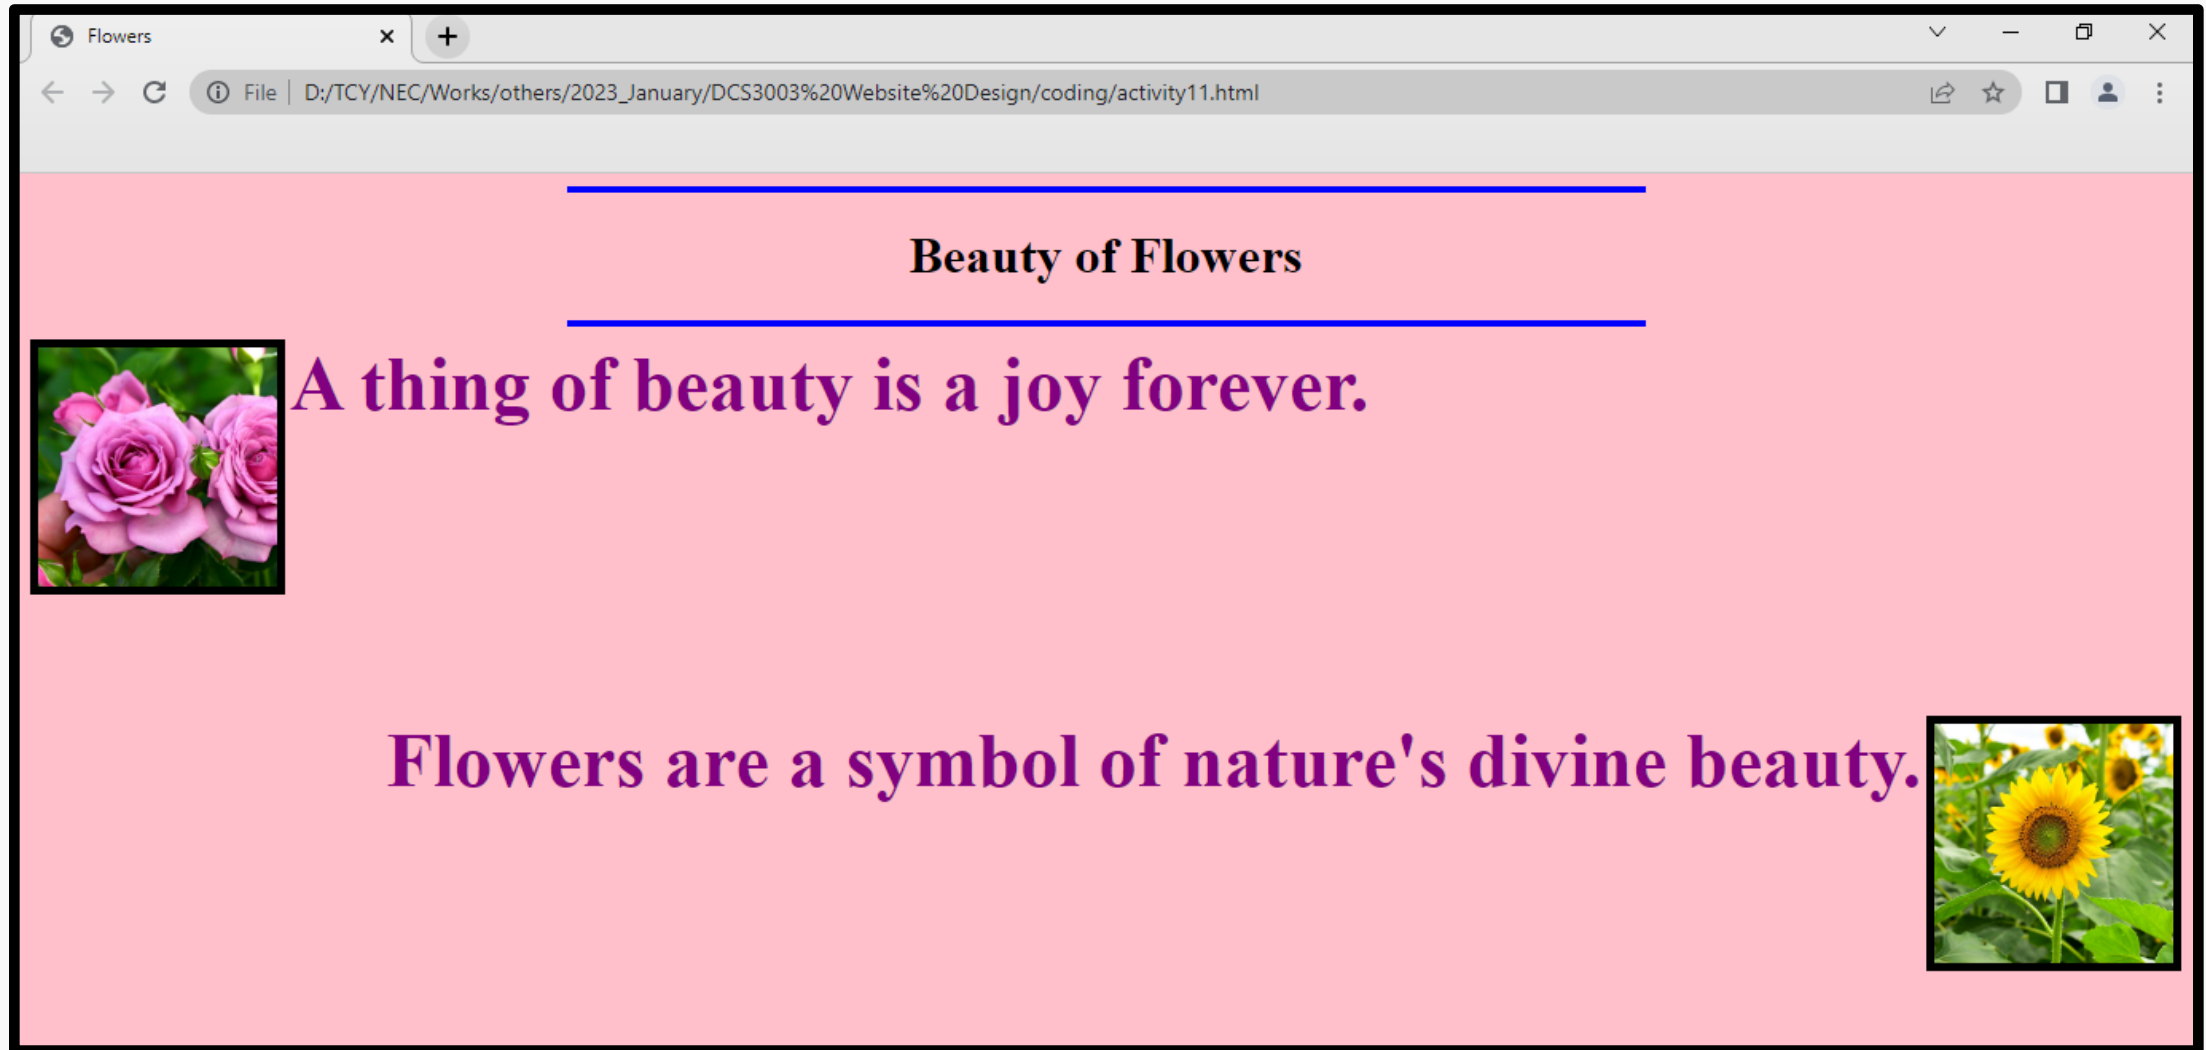 Flowers
File D:/TCY/NEC/Works/others/2023_January/DCS3003%20Website%20Design/coding/activity11.html
Beauty of Flowers
A thing of beauty is a joy forever.
Flowers are a symbol of nature's divine beauty.